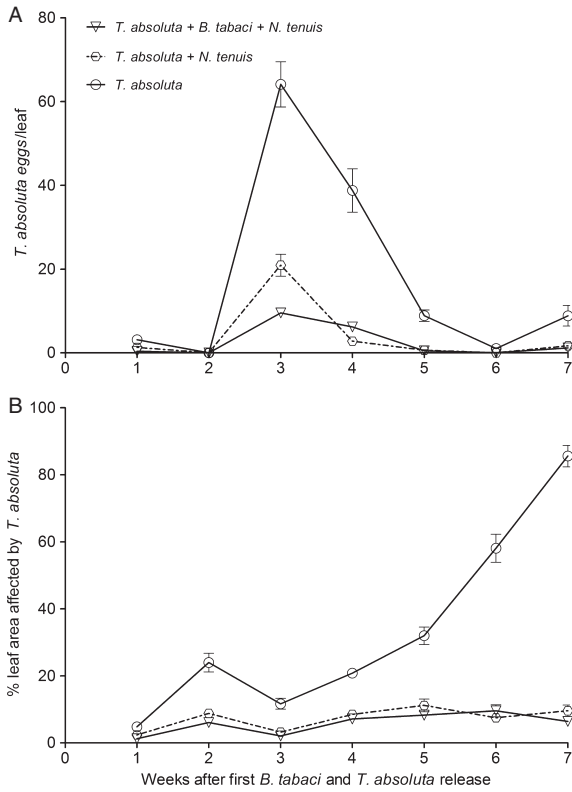 A
80
T. absoluta + B. tabaci + N. tenuis
T. absoluta + N. tenuis
T. absoluta
60
40
20
0
T. absoluta eggs/leaf
0 1 2 3 4 5 6 7
B
100
80
60
40
20
0
% leaf area affected by T. absoluta
0 1 2 3 4 5 6 7
Weeks after first B. tabaci and T. absoluta release